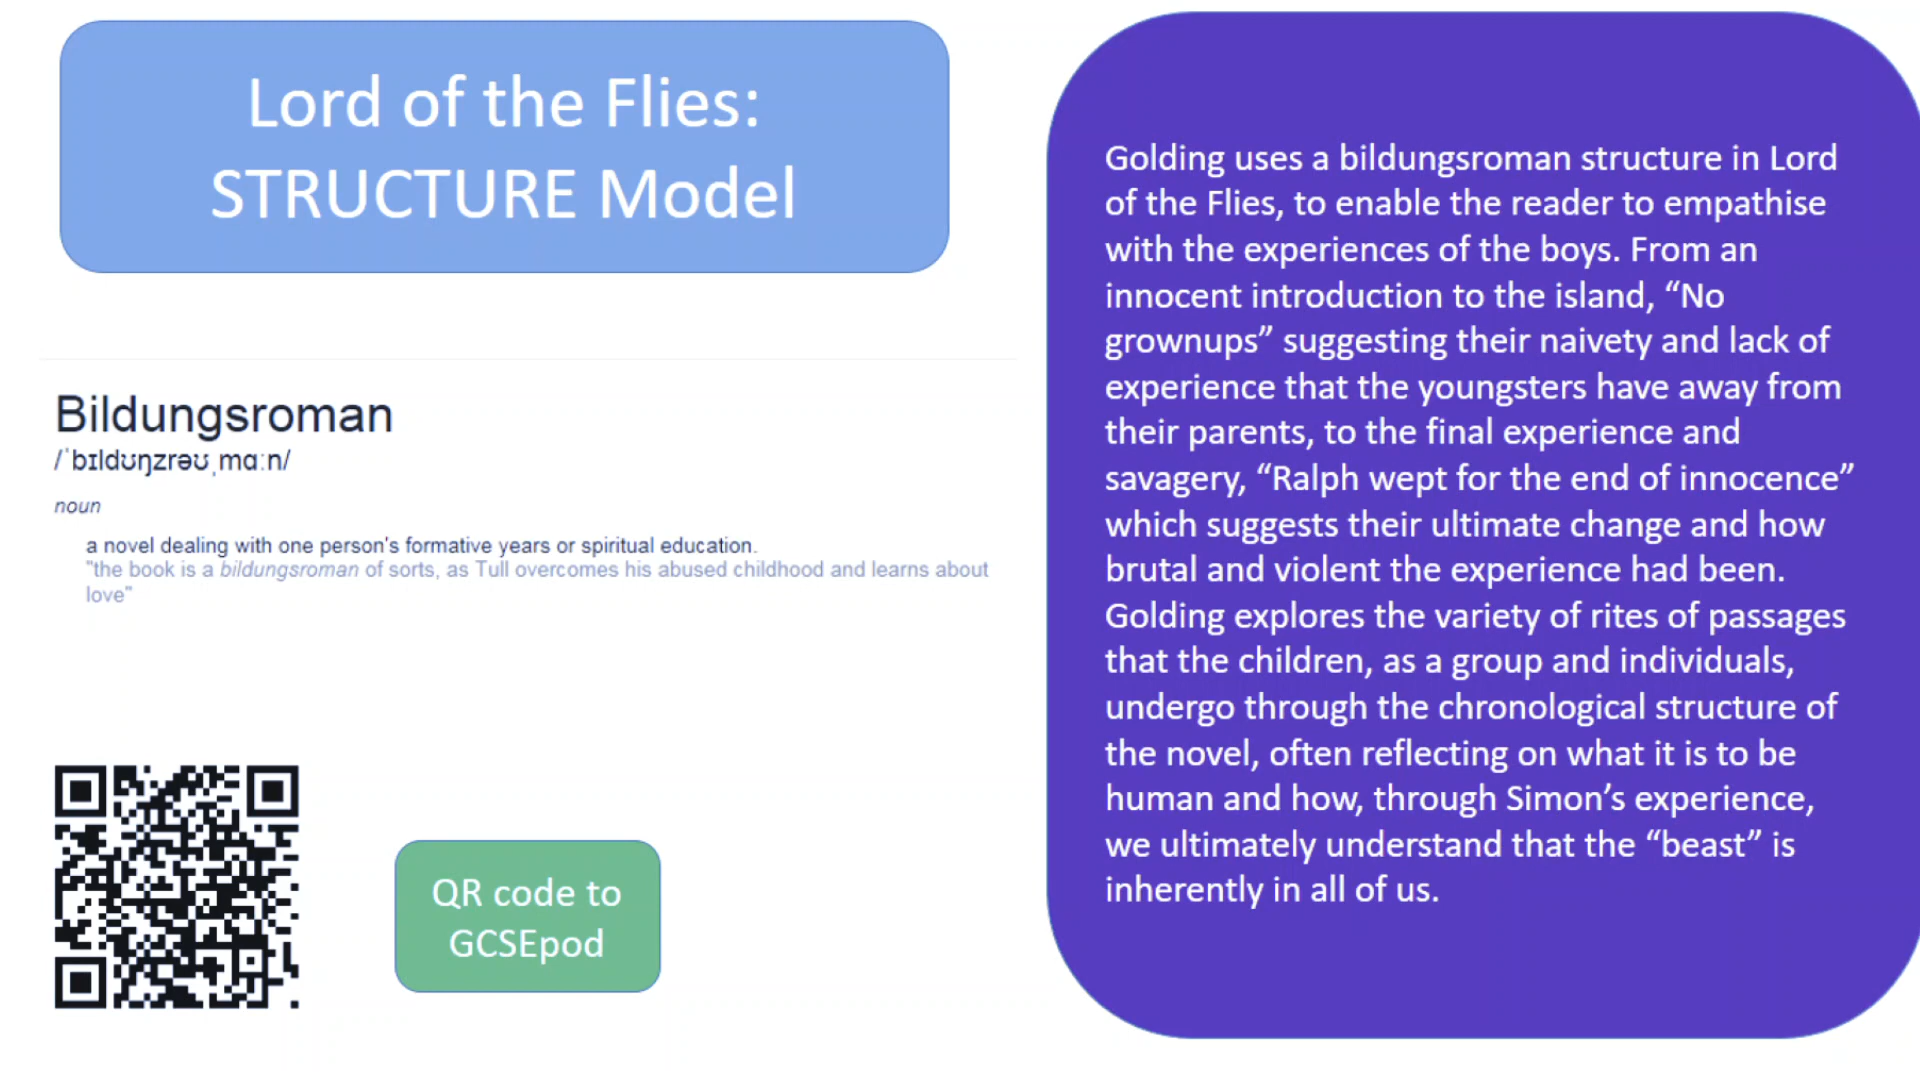 Lord of the Flies:
STRUCTURE Model
Bildungsroman
/ˈbɪldʊŋzrəʊˌmɑːn/
noun
a novel dealing with one person's formative years or spiritual education.
"the book is a bildungsroman of sorts, as Tull overcomes his abused childhood and learns about
love"
QR code to
GCSEpod
Golding uses a bildungsroman structure in Lord
of the Flies, to enable the reader to empathise
with the experiences of the boys. From an
innocent introduction to the island, “No
grownups” suggesting their naivety and lack of
experience that the youngsters have away from
their parents, to the final experience and
savagery, “Ralph wept for the end of innocence”
which suggests their ultimate change and how
brutal and violent the experience had been.
Golding explores the variety of rites of passages
that the children, as a group and individuals,
undergo through the chronological structure of
the novel, often reflecting on what it is to be
human and how, through Simon’s experience,
we ultimately understand that the “beast” is
inherently in all of us.